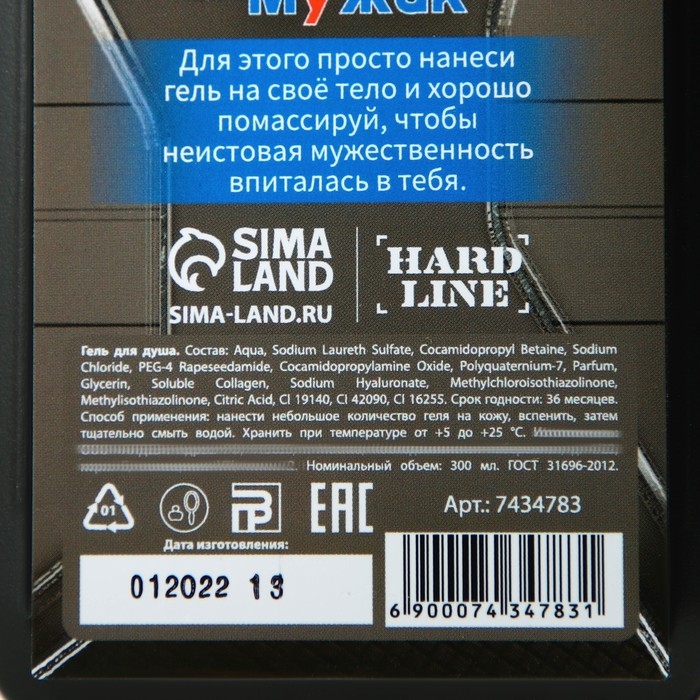 Мужак
Для этого просто нанеси
гель на своё тело и хорошо
помассируй, чтобы
неистовая мужественность
впиталась в тебя.
SIMA
LAND
SIMA-LAND.RU
HARD
LINE
Гель для душа. Состав: Aqua, Sodium Laureth Sulfate, Cocamidopropyl Betaine, Sodium
Chloride, PEG-4 Rapeseedamide, Cocamidopropylamine Oxide, Polyquaternium-7, Parfum,
Glycerin, Soluble Collagen, Sodium Hyaluronate, Methylchloroisothiazolinone,
Methylisothiazolinone, Citric Acid, CI 19140, CI 42090, CI 16255. Срок годности: 36 месяцев.
Способ применения: нанести небольшое количество геля на кожу, вспенить, затем
тщательно смыть водой. Хранить при температуре от +5 до +25 °С.
Номинальный объем: 300 мл. ГОСТ 31696-2012.
01
EAC
Арт.: 7434783
Дата изготовления:
012022 13
6 900074 347831